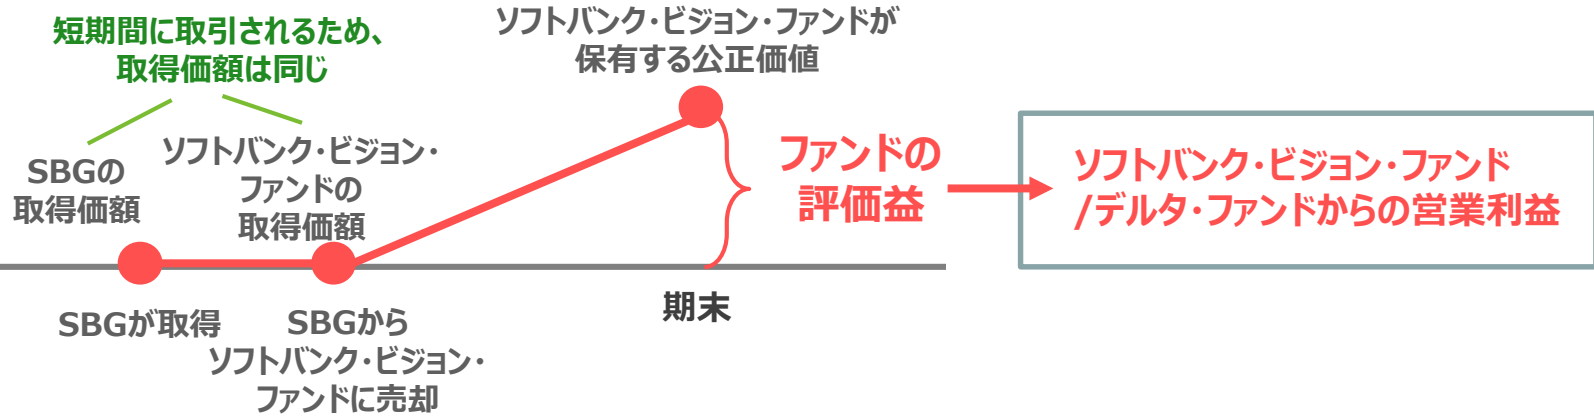 短期間に取引されるため、
取得価額は同じ
ソフトバンク・ビジョン・ファンドが
保有する公正価値
SBGの
取得価額
ソフトバンク・ビジョン・
ファンドの
取得価額
ファンドの
評価益
ソフトバンク・ビジョン・ファンド
/デルタ・ファンドからの営業利益
SBGが取得
SBGから
ソフトバンク・ビジョン・
ファンドに売却
期末